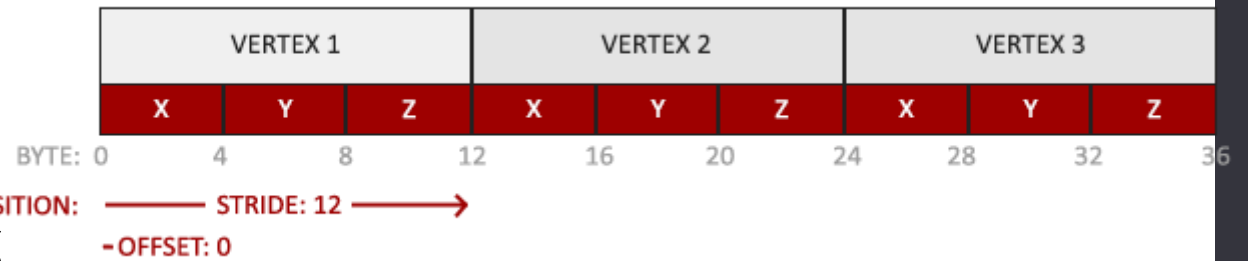 VERTEX 1 VERTEX 2 VERTEX 3
X Y Z X Y Z X Y Z
BYTE: 0 4 8 12 16 20 24 28 32 36
SITION: STRIDE: 12
-OFFSET: 0